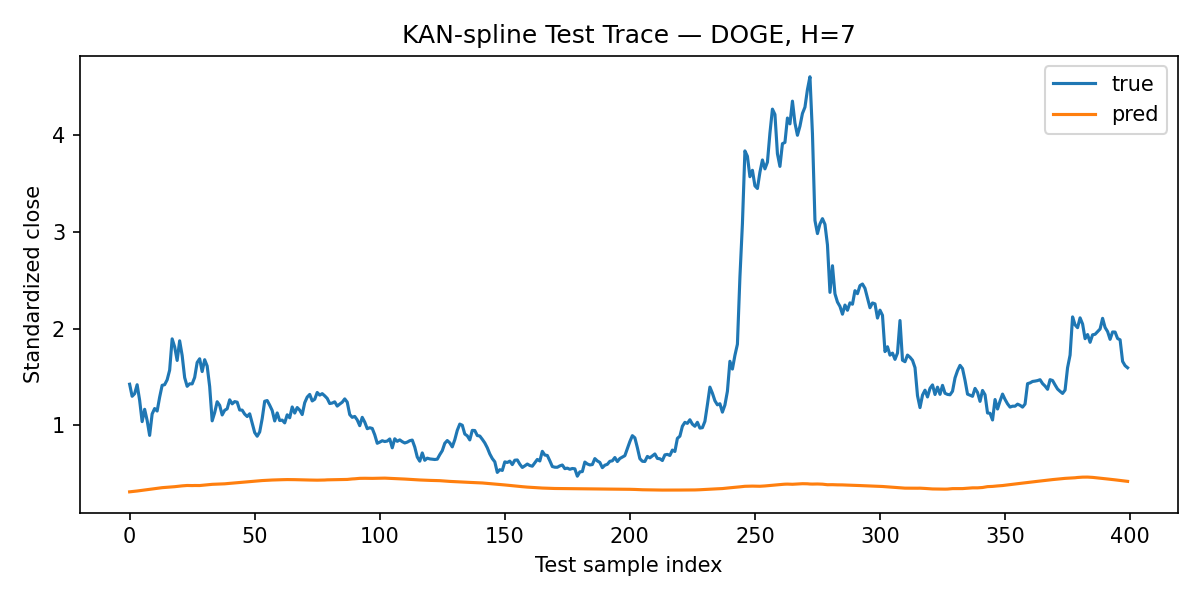 KAN-spline Test Trace — DOGE, H=7
true
pred
Standardized close
4
3
2
1
0 50 100 150 200 250 300 350 400
Test sample index